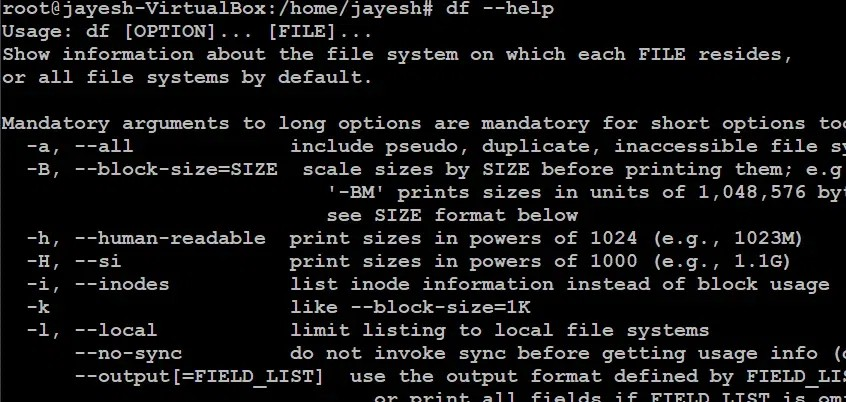 root@jayesh-VirtualBox:/home/jayesh# df --help
Usage: df [OPTION]... [FILE]...
Show information about the file system on which each FILE resides,
or all file systems by default.
Mandatory arguments to long options are mandatory for short options too
-a, --all include pseudo, duplicate, inaccessible file sy
-B, --block-size=SIZE scale sizes by SIZE before printing them; e.g
'-BM' prints sizes in units of 1,048,576 byt
see SIZE format below
-h, --human-readable print sizes in powers of 1024 (e.g., 1023M)
-H, --si print sizes in powers of 1000 (e.g., 1.1G)
-i, --inodes list inode information instead of block usage
-k like --block-size=1K
-l, --local limit listing to local file systems
--no-sync do not invoke sync before getting usage info (
--output[=FIELD_LIST] use the output format defined by FIELD_LIS
or print all fields if FIELD_LIST is omi